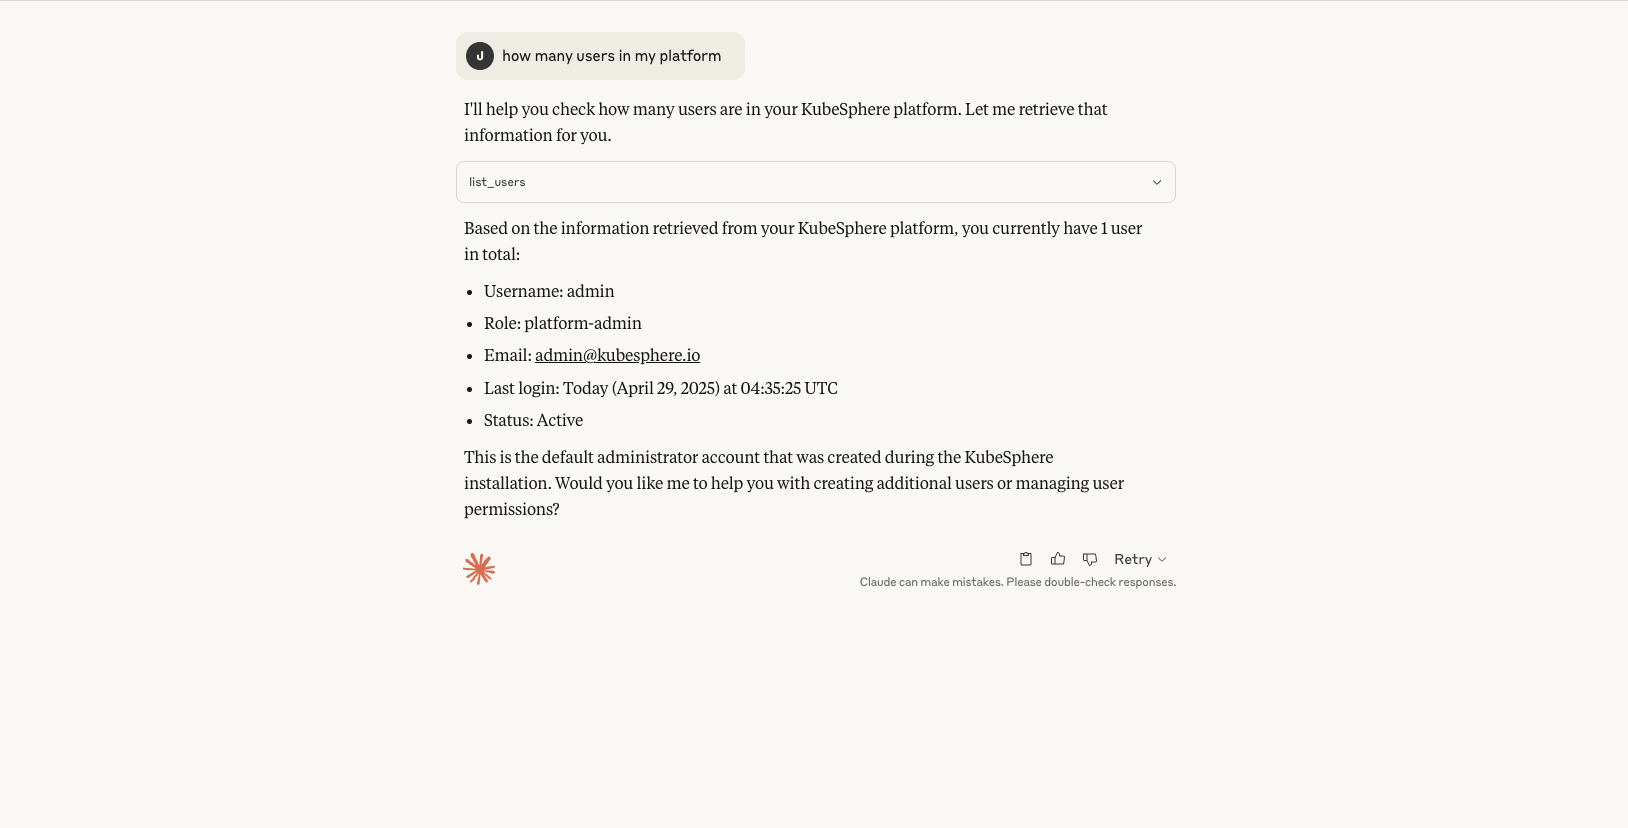 J how many users in my platform
I'll help you check how many users are in your KubeSphere platform. Let me retrieve that
information for you.
list_users
Based on the information retrieved from your KubeSphere platform, you currently have 1 user
in total:
• Username: admin
• Role: platform-admin
• Email: admin@kubesphere.io
• Last login: Today (April 29, 2025) at 04:35:25 UTC
• Status: Active
This is the default administrator account that was created during the KubeSphere
installation. Would you like me to help you with creating additional users or managing user
permissions?
Retry
Claude can make mistakes. Please double-check responses.